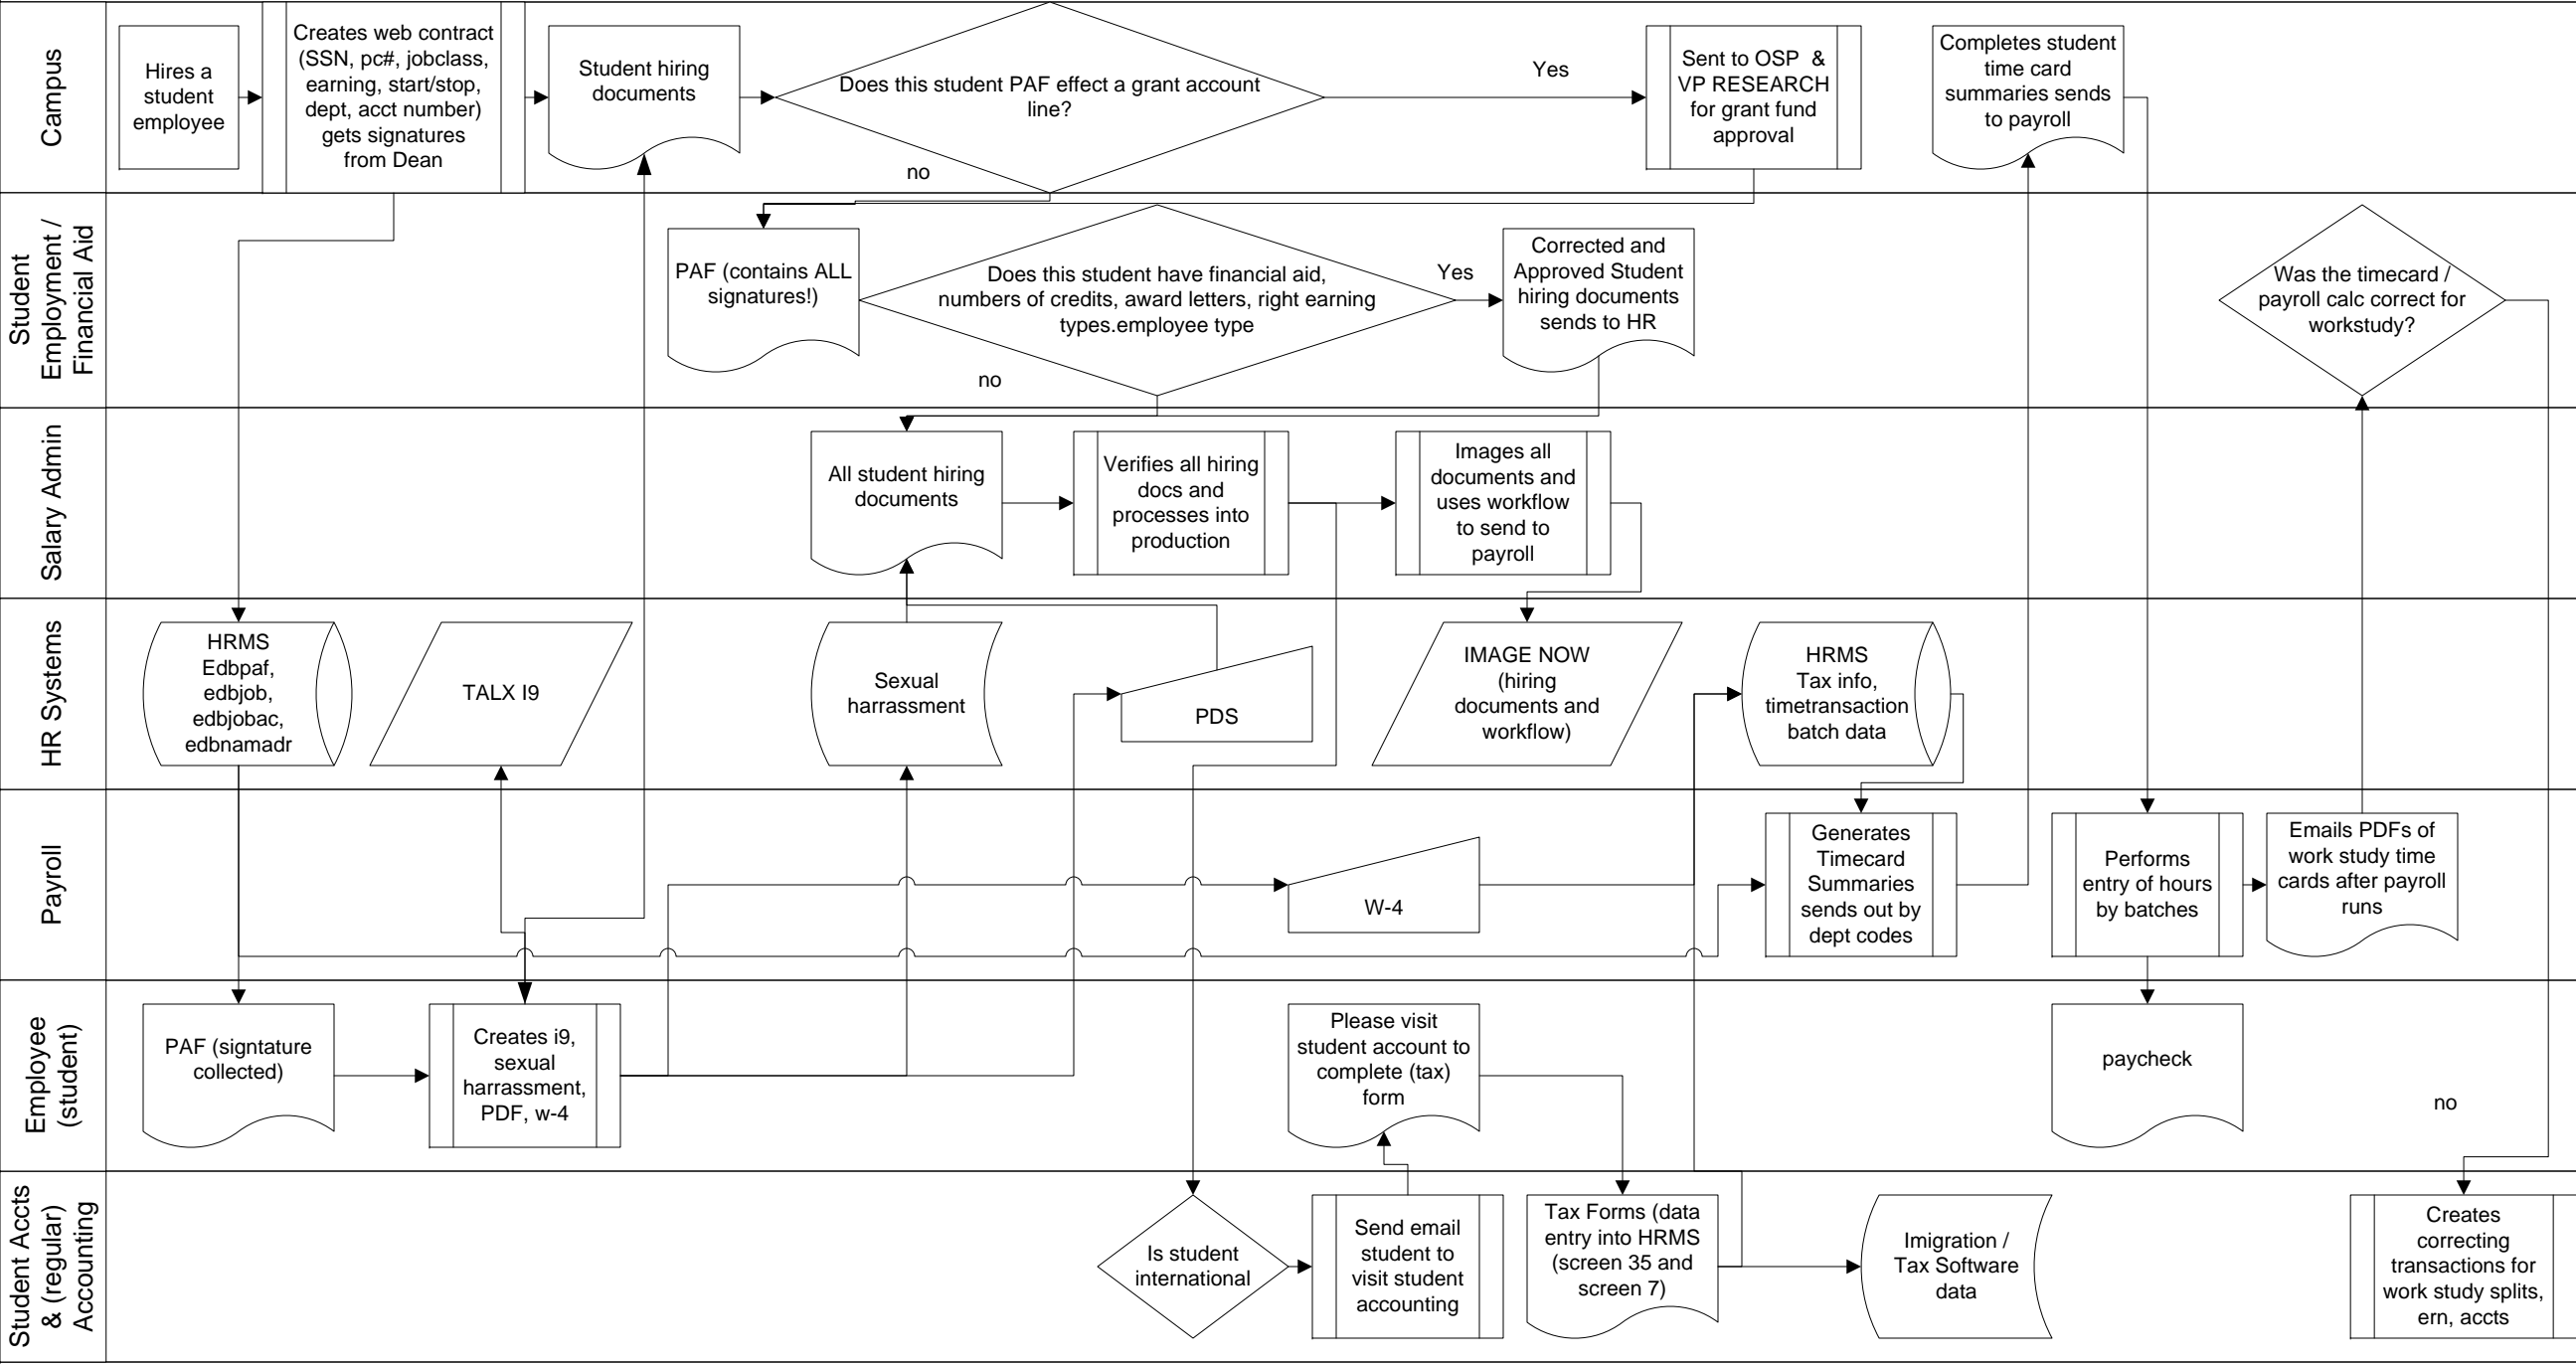 Campus
Hires a
student
employee
Creates web contract
(SSN, pc#, jobclass,
earning, start/stop,
dept, acct number)
gets signatures
from Dean
Student hiring
documents
Does this student PAF effect a grant account
line?
Yes
no
Sent to OSP  &
VP RESEARCH
for grant fund
approval
Completes student
time card
summaries sends
to payroll
Student
Employment /
Financial Aid
PAF (contains ALL
signatures!)
Does this student have financial aid,
numbers of credits, award letters, right earning
types.employee type
Yes
no
Corrected and
Approved Student
hiring documents
sends to HR
Was the timecard /
payroll calc correct for
workstudy?
Salary Admin
All student hiring
documents
Verifies all hiring
docs and
processes into
production
Images all
documents and
uses workflow
to send to
payroll
HR Systems
HRMS
Edbpaf,
edbjob,
edbjobac,
edbnamadr
TALX I9
Sexual
harrassment
PDS
IMAGE NOW
(hiring
documents and
workflow)
HRMS
Tax info,
timetransaction
batch data
Payroll
W-4
Generates
Timecard
Summaries
sends out by
dept codes
Performs
entry of hours
by batches
Emails PDFs of
work study time
cards after payroll
runs
Employee
(student)
PAF (signtature
collected)
Creates i9,
sexual
harrassment,
PDF, w-4
Please visit
student account to
complete (tax)
form
paycheck
no
Student Accts
& (regular)
Accounting
Is student
international
Send email
student to
visit student
accounting
Tax Forms (data
entry into HRMS
(screen 35 and
screen 7)
Imigration /
Tax Software
data
Creates
correcting
transactions for
work study splits,
ern, accts